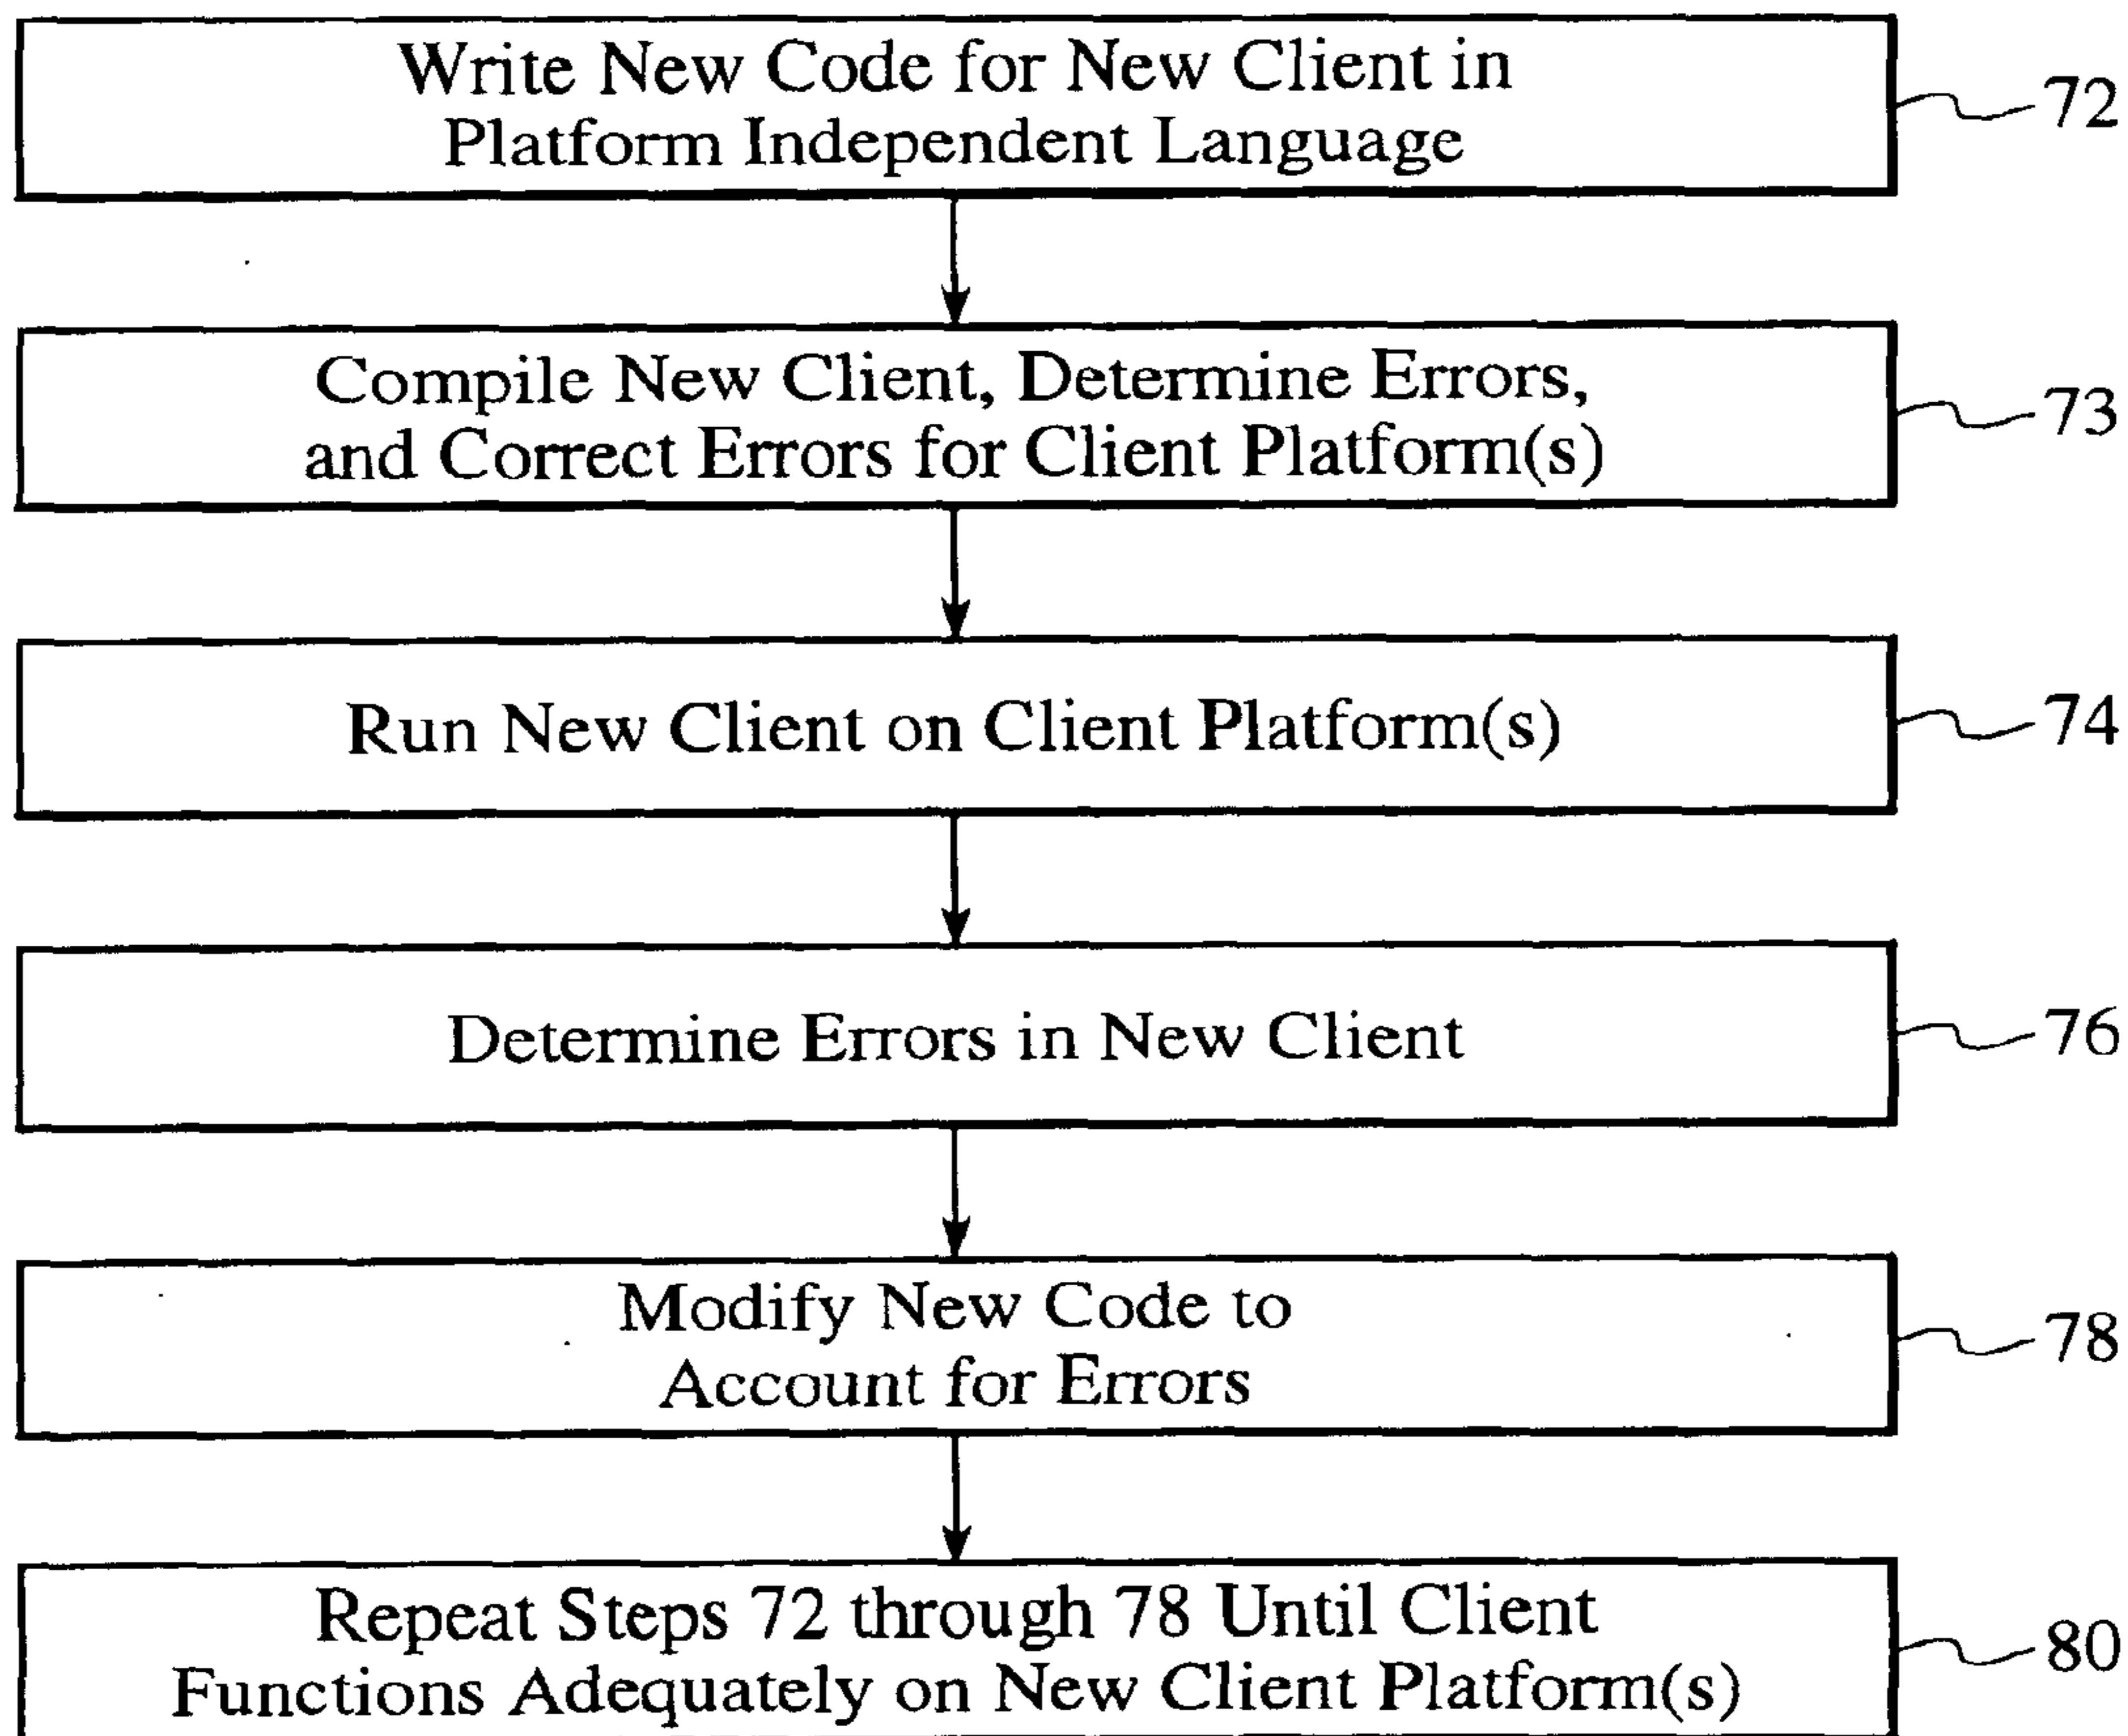 Write New Code for New Client in
Platform Independent Language
72
Compile New Client, Determine Errors,
and Correct Errors for Client Platform(s)
73
Run New Client on Client Platform(s)
74
Determine Errors in New Client
76
Modify New Code to
Account for Errors
78
Repeat Steps 72 through 78 Until Client
Functions Adequately on New Client Platform(s)
80